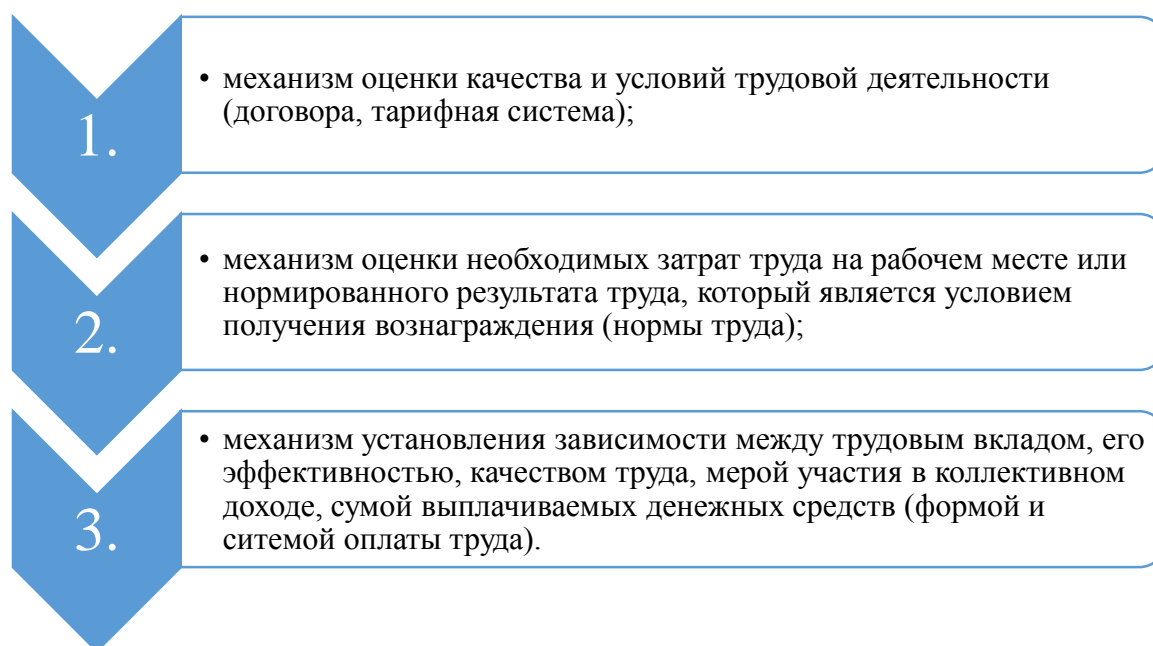 1.
• механизм оценки качества и условий трудовой деятельности
(договора, тарифная система);
2.
• механизм оценки необходимых затрат труда на рабочем месте или
нормированного результата труда, который является условием
получения вознаграждения (нормы труда);
3.
• механизм установления зависимости между трудовым вкладом, его
эффективностью, качеством труда, мерой участия в коллективном
доходе, сумой выплачиваемых денежных средств (формой и
ситемой оплаты труда).